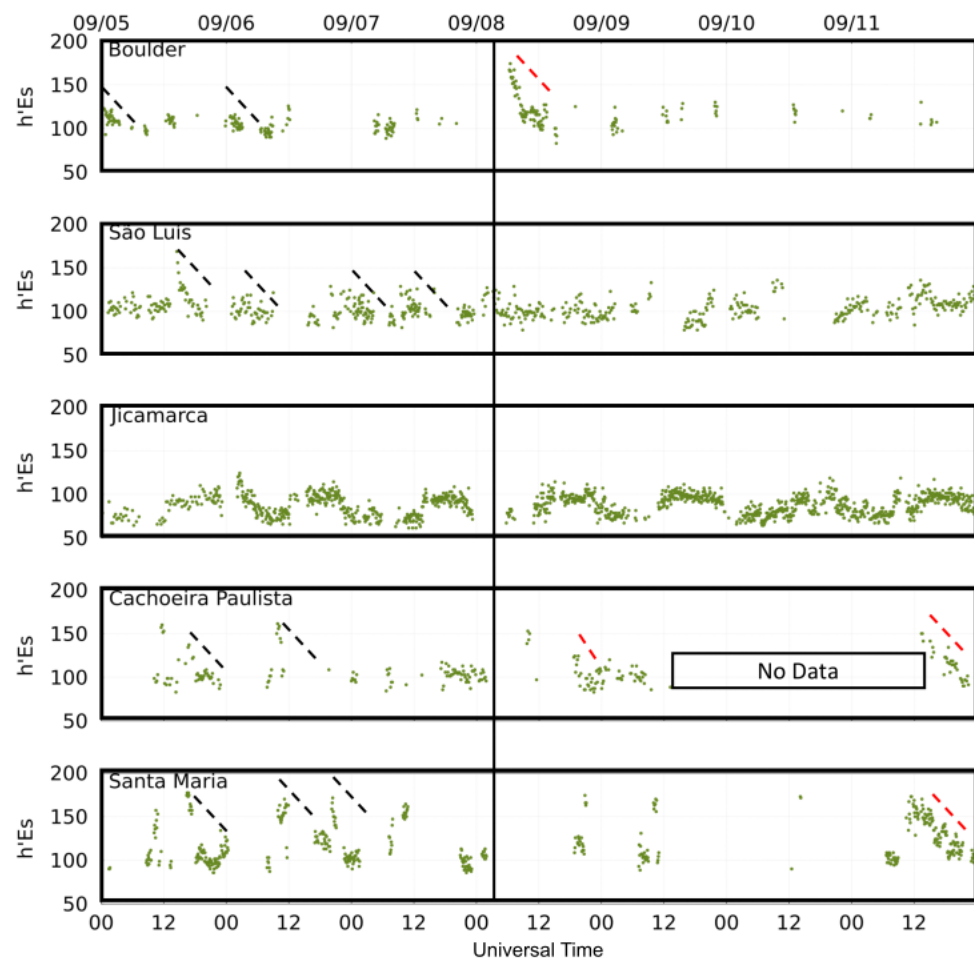 09/05 09/06 09/07 09/08 09/09 09/10 09/11
200
Boulder
150
h'Es
100
50
200
São Luis
150
h'Es
100
50
200
Jicamarca
150
h'Es
100
50
200
Cachoeira Paulista
150
h'Es
100
No Data
50
200
Santa Maria
150
h'Es
100
50
00 12 00 12 00 12 00 12 00 12 00 12 00 12
Universal Time